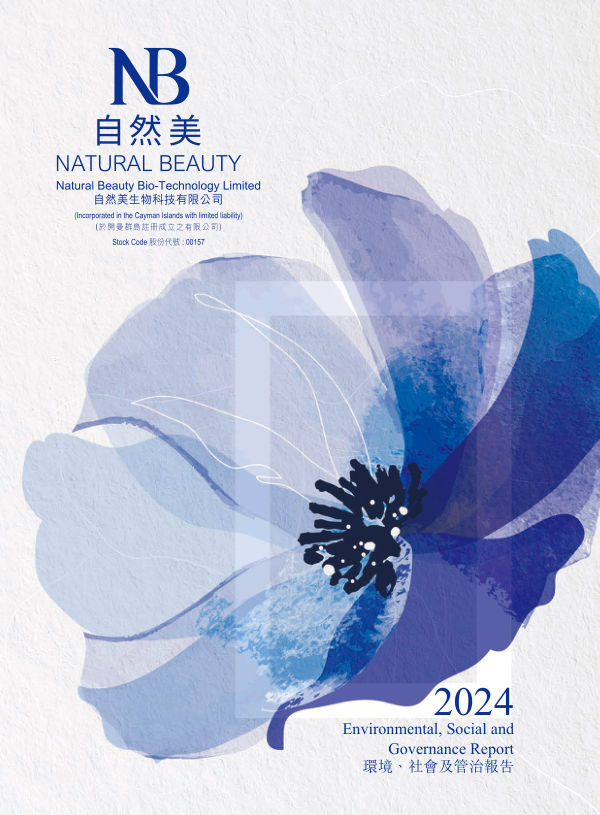 NB
自然美
NATURAL BEAUTY
Natural Beauty Bio-Technology Limited
自然美生物科技有限公司
(Incorporated in the Cayman Islands with limited liability)
(於開曼群島註冊成立之有限公司)
Stock Code 股份代號 : 00157
2024
Environmental, Social and
Governance Report
環境、社會及管治報告